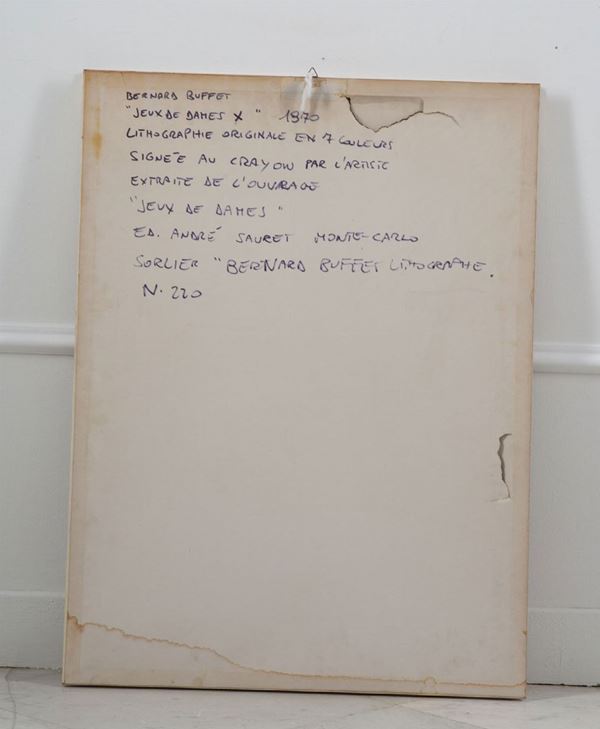 BERNARD BUFFET
"JEUX DE DAMES X" 1970
LITHOGRAPHIE ORIGINALE EN 7 COULEURS
SIGNÉE AU CRAYON PAR L'ARTISTE
EXTRAITE DE L'OUVRAGE
"JEUX DE DAMES"
ED. ANDRÉ SAURET MONTE-CARLO
SORLIER "BERNARD BUFFET LITHOGRAPHE.
N. 220